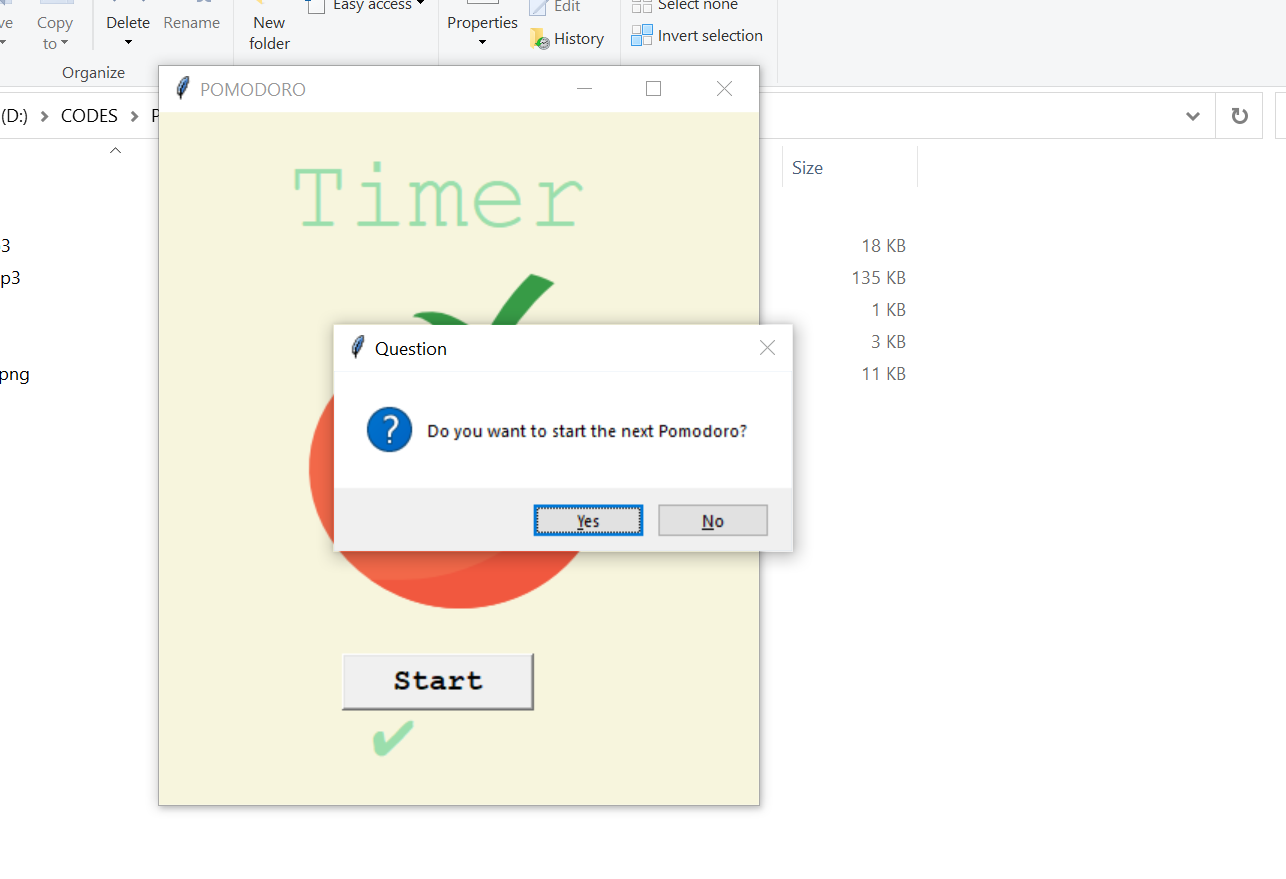 Easy access
Edit
Select none
Copy
to
Delete
Rename
New
folder
Properties
History
Invert selection
Organize
POMODORO
(D:)
CODES
Timer
Size
3
18 KB
p3
135 KB
1 KB
Question
3 KB
png
11 KB
Do you want to start the next Pomodoro?
Yes
No
Start